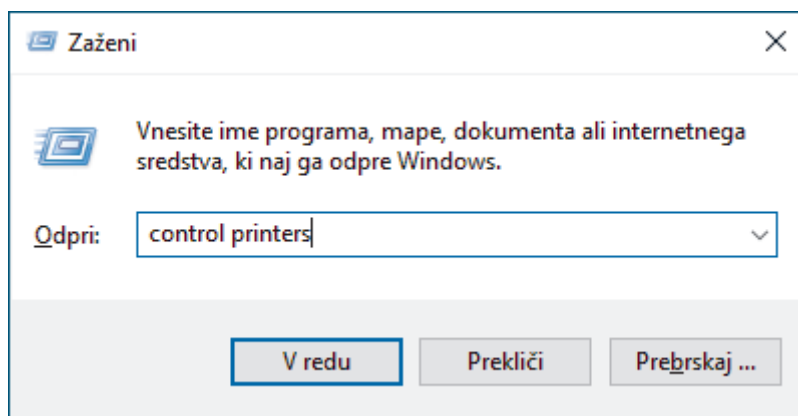 Zaženi
Vnesite ime programa, mape, dokumenta ali internetnega
sredstva, ki naj ga odpre Windows.
Odpri: control printers
V redu Prekliči Prebrskaj ...